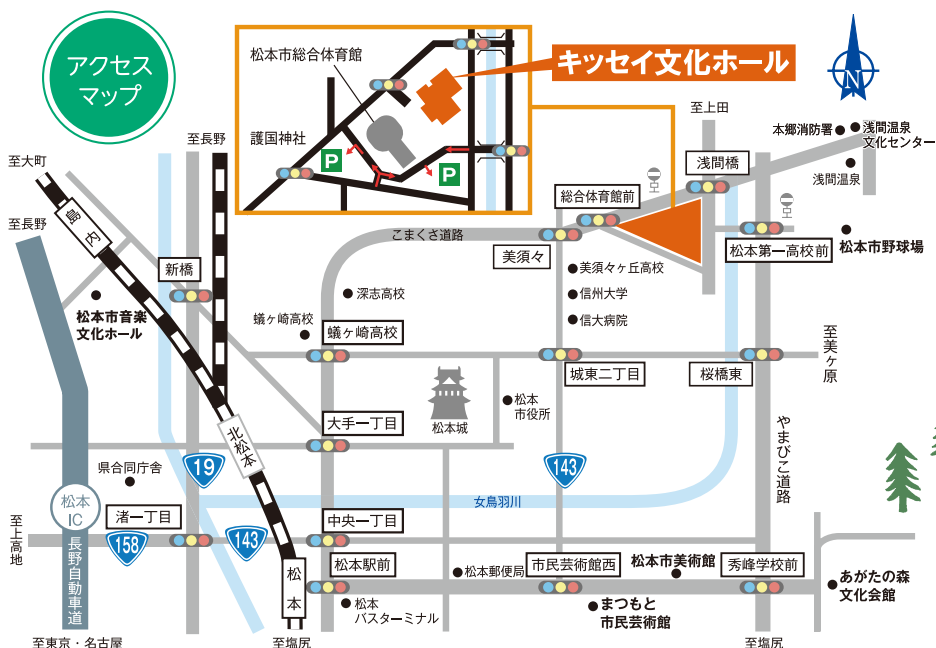 アクセス
マップ
松本市総合体育館
キッセイ文化ホール
護国神社
P
P
N
至上田
本郷消防署
浅間温泉
文化センター
浅間温泉
浅間橋
総合体育館前
こまくさ道路
美須々
松本第一高校前
松本市野球場
至大町
至長野
至長野
島内
新橋
松本市音楽
文化ホール
深志高校
蟻ヶ崎高校
蟻ヶ崎高校
美須々ヶ丘高校
信州大学
信大病院
城東二丁目
桜橋東
至美ヶ原
松本城
松本
市役所
大手一丁目
北松本
19
143
やまびこ道路
県合同庁舎
女鳥羽川
松本
IC
渚一丁目
158
143
中央一丁目
至上高地
長野自動車道
松本
松本駅前
松本郵便局
市民芸術館西
松本市美術館
秀峰学校前
あがたの森
文化会館
松本
バスターミナル
まつもと
市民芸術館
至東京・名古屋
至塩尻
至塩尻